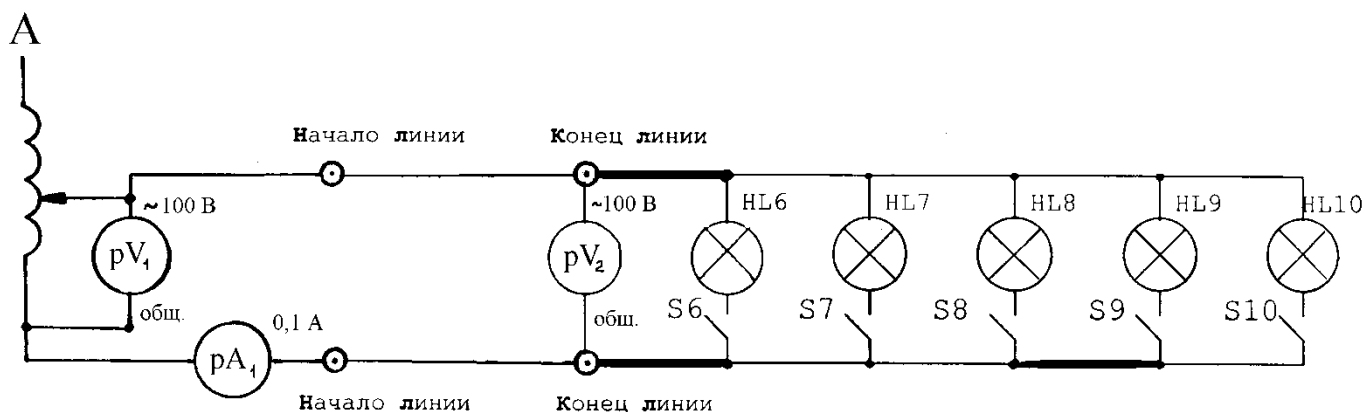 A
Начало линии
Конец линии
~100 В
~100 В
HL6
HL7
HL8
HL9
HL10
pV₁
pV₂
общ.
общ.
S6
S7
S8
S9
S10
0,1 А
pA₁
Начало линии
Конец линии